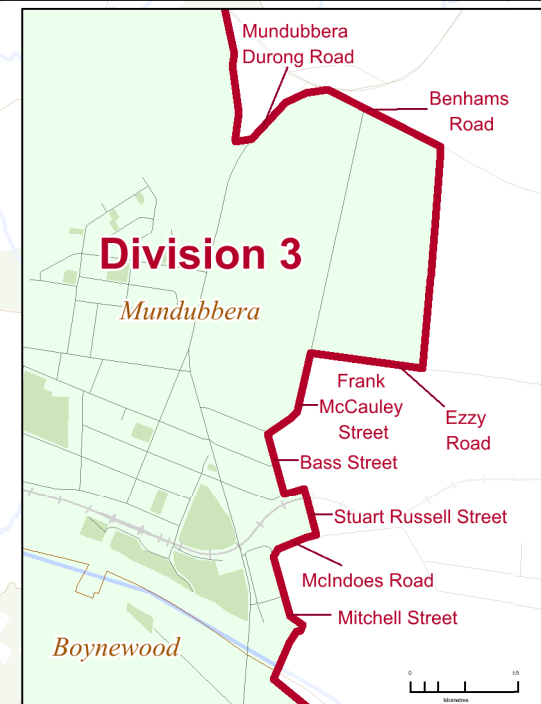 Mundubbera
Durong Road
Benhams
Road
Division 3
Mundubbera
Frank
McCauley
Street
Ezzy
Road
Bass Street
Stuart Russell Street
McIndoes Road
Mitchell Street
Boynewood
0 0.5
kilometres